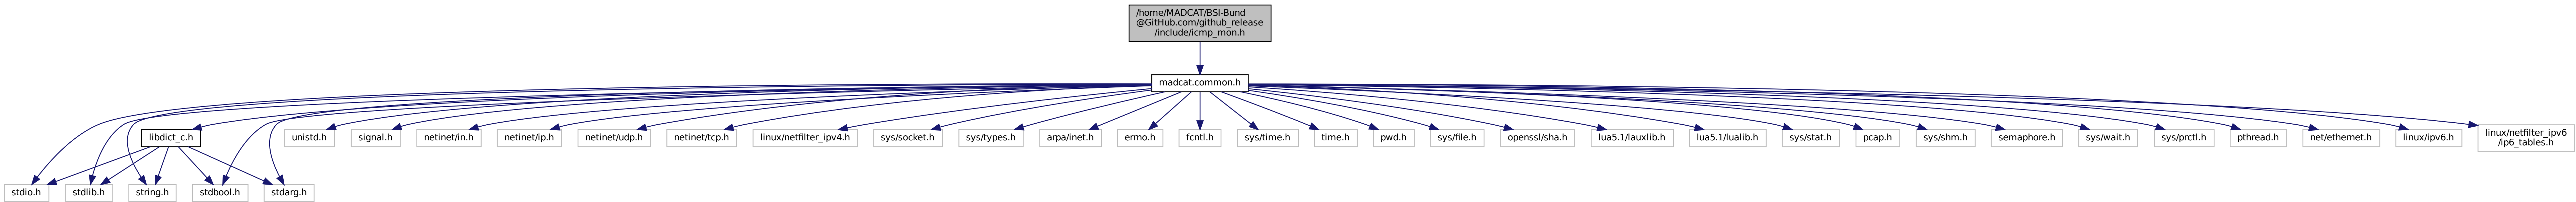 /home/MADCAT/BSI-Bund
@GitHub.com/github_release
/include/icmp_mon.h
madcat.common.h
libdict_c.h
unistd.h
signal.h
netinet/in.h
netinet/ip.h
netinet/udp.h
netinet/tcp.h
linux/netfilter_ipv4.h
sys/socket.h
sys/types.h
arpa/inet.h
errno.h
fcntl.h
sys/time.h
time.h
pwd.h
sys/file.h
openssl/sha.h
lua5.1/lauxlib.h
lua5.1/lualib.h
sys/stat.h
pcap.h
sys/shm.h
semaphore.h
sys/wait.h
sys/prctl.h
pthread.h
net/ethernet.h
linux/ipv6.h
linux/netfilter_ipv6
/ip6_tables.h
stdio.h
stdlib.h
string.h
stdbool.h
stdarg.h